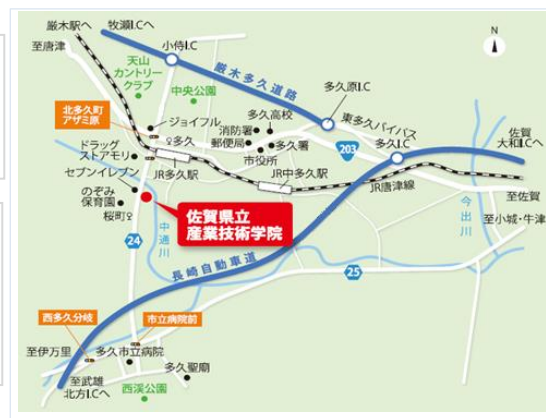 厳木駅へ
牧瀬I.Cへ
至唐津
小侍I.C
天山
カントリー
クラブ
中央公園
厳木多久道路
多久原I.C
N
北多久町
アザミ原
ジョイフル
♀多久
消防署
多久高校
郵便局
多久署
市役所
203
東多久バイパス
多久I.C
佐賀
大和I.Cへ
ドラッグ
ストアモリ
セブンイレブン
JR多久駅
JR中多久駅
JR唐津線
至佐賀
のぞみ
保育園
桜町♀
佐賀県立
産業技術学院
中通川
今出川
至小城・牛津
24
長崎自動車道
25
西多久分岐
市立病院前
至伊万里
多久市立病院
多久聖廟
至武雄
北方I.Cへ
西渓公園